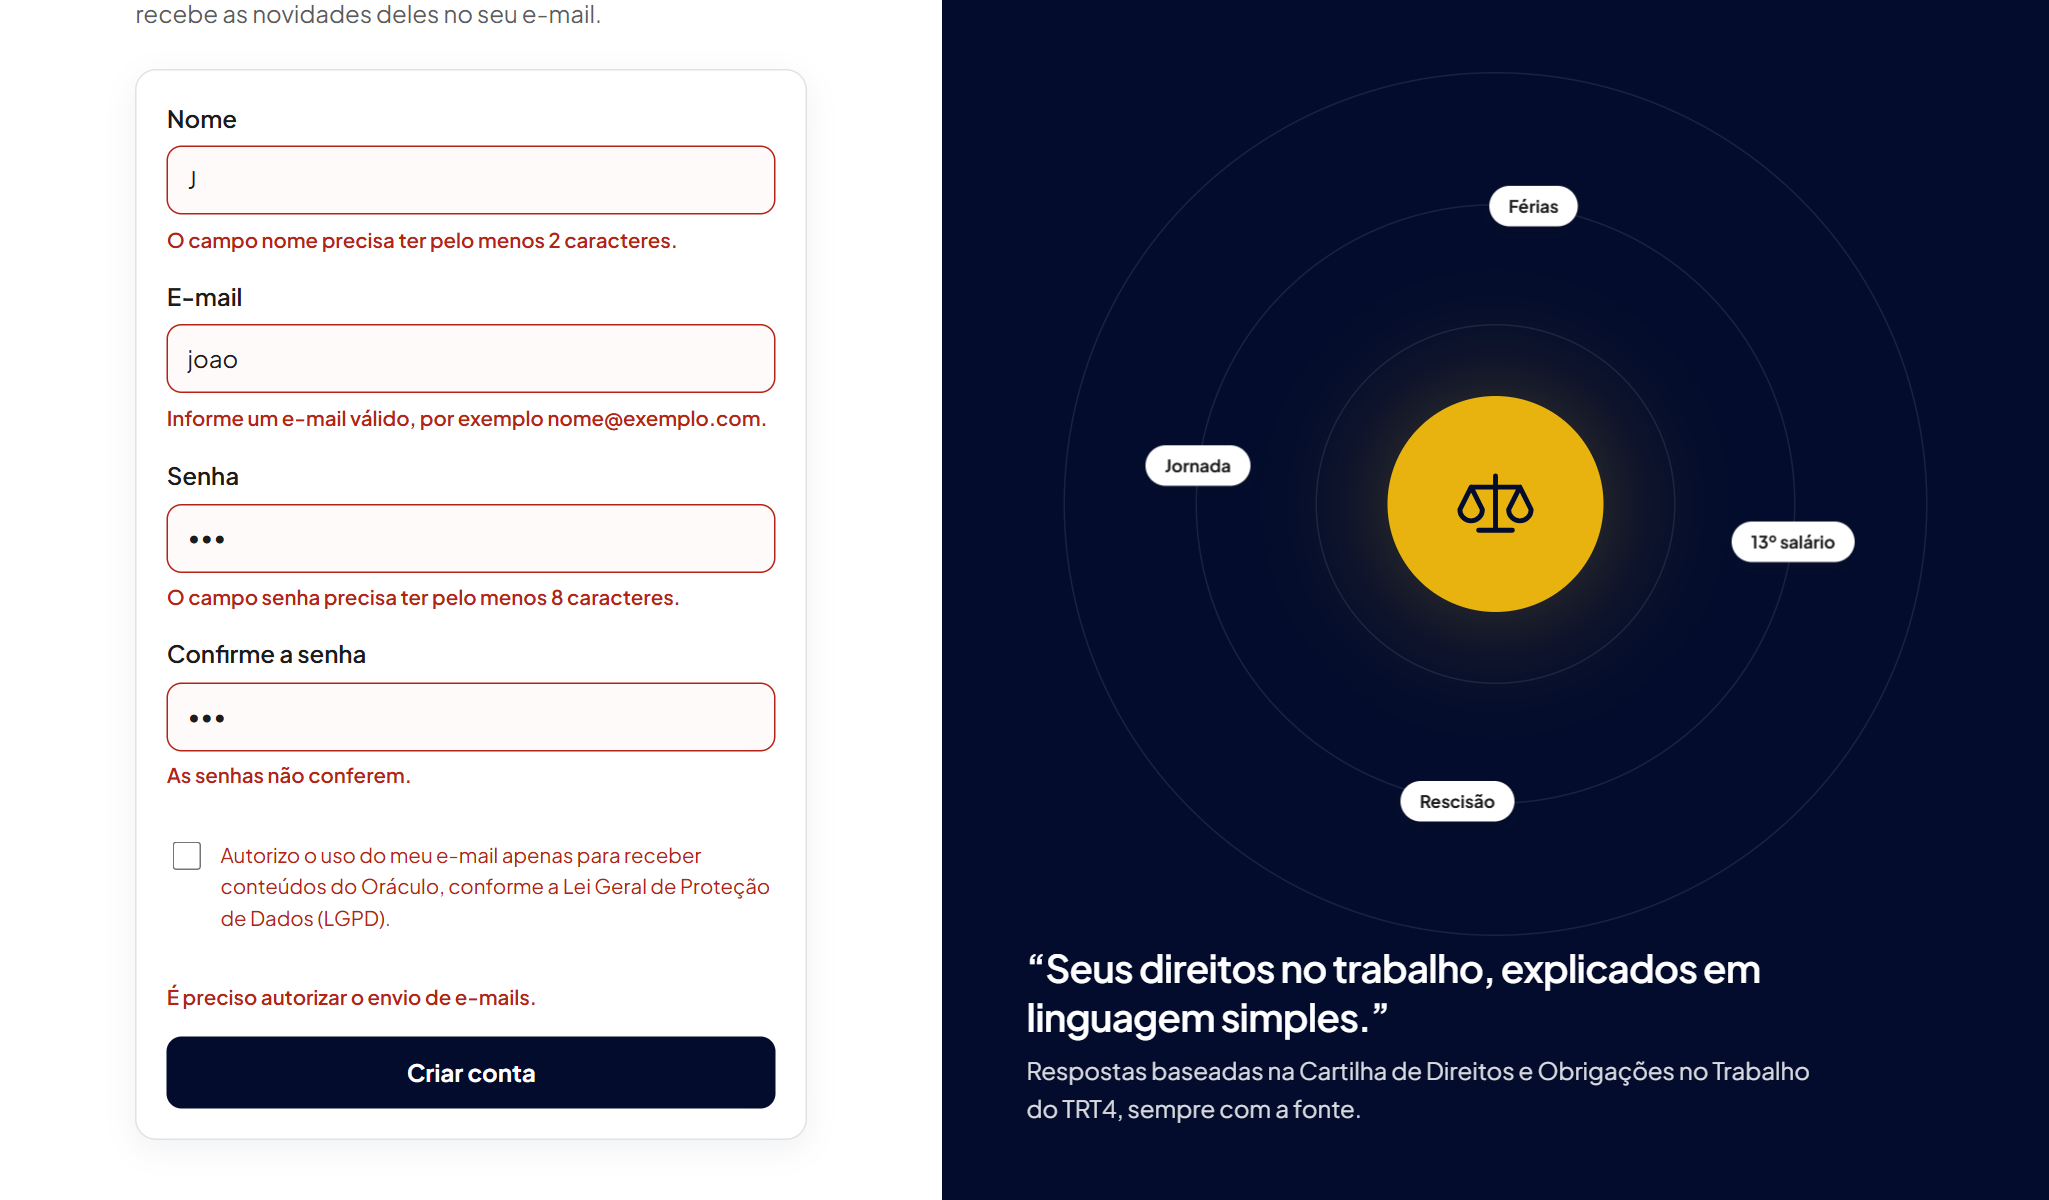 recebe as novidades deles no seu e-mail.
Nome
J
O campo nome precisa ter pelo menos 2 caracteres.
E-mail
joao
Informe um e-mail válido, por exemplo nome@exemplo.com.
Senha
•••
O campo senha precisa ter pelo menos 8 caracteres.
Confirme a senha
•••
As senhas não conferem.
Autorizo o uso do meu e-mail apenas para receber
conteúdos do Oráculo, conforme a Lei Geral de Proteção
de Dados (LGPD).
É preciso autorizar o envio de e-mails.
Criar conta
Férias
Jornada
13º salário
Rescisão
“Seus direitos no trabalho, explicados em
linguagem simples.”
Respostas baseadas na Cartilha de Direitos e Obrigações no Trabalho
do TRT4, sempre com a fonte.